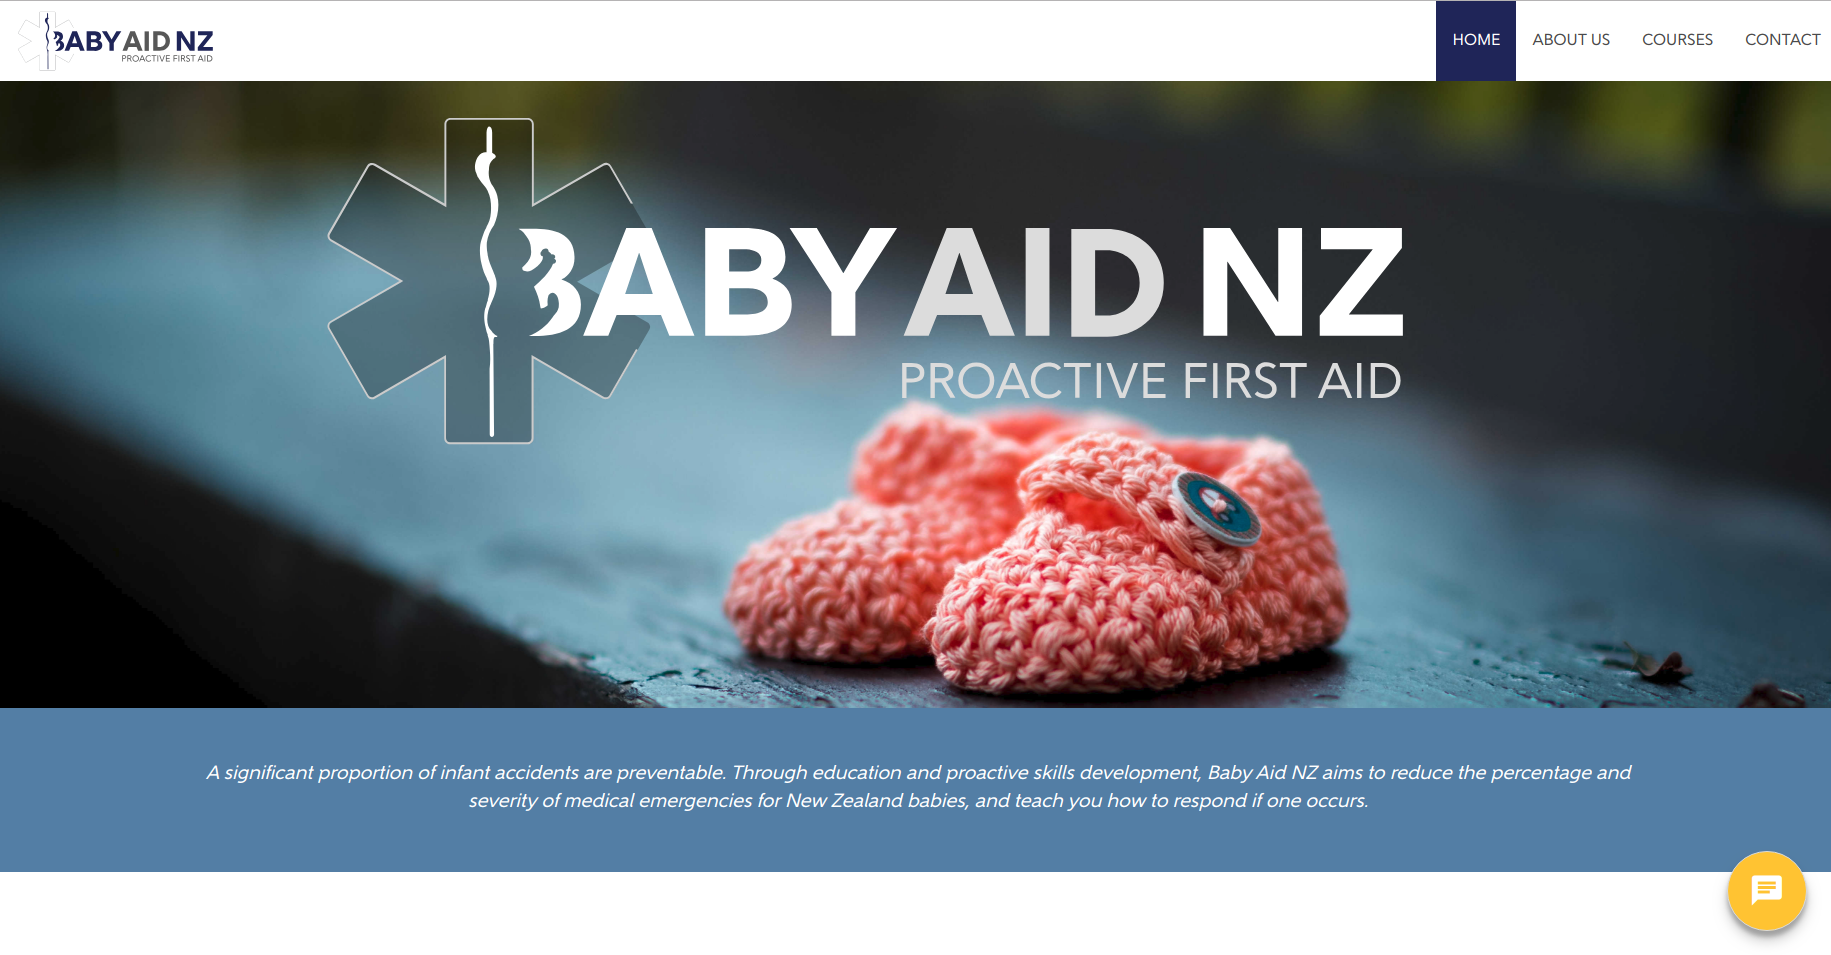 BABY AID NZ
PROACTIVE FIRST AID
HOME
ABOUT US
COURSES
CONTACT
BABY AID NZ
PROACTIVE FIRST AID
A significant proportion of infant accidents are preventable. Through education and proactive skills development, Baby Aid NZ aims to reduce the percentage and
severity of medical emergencies for New Zealand babies, and teach you how to respond if one occurs.